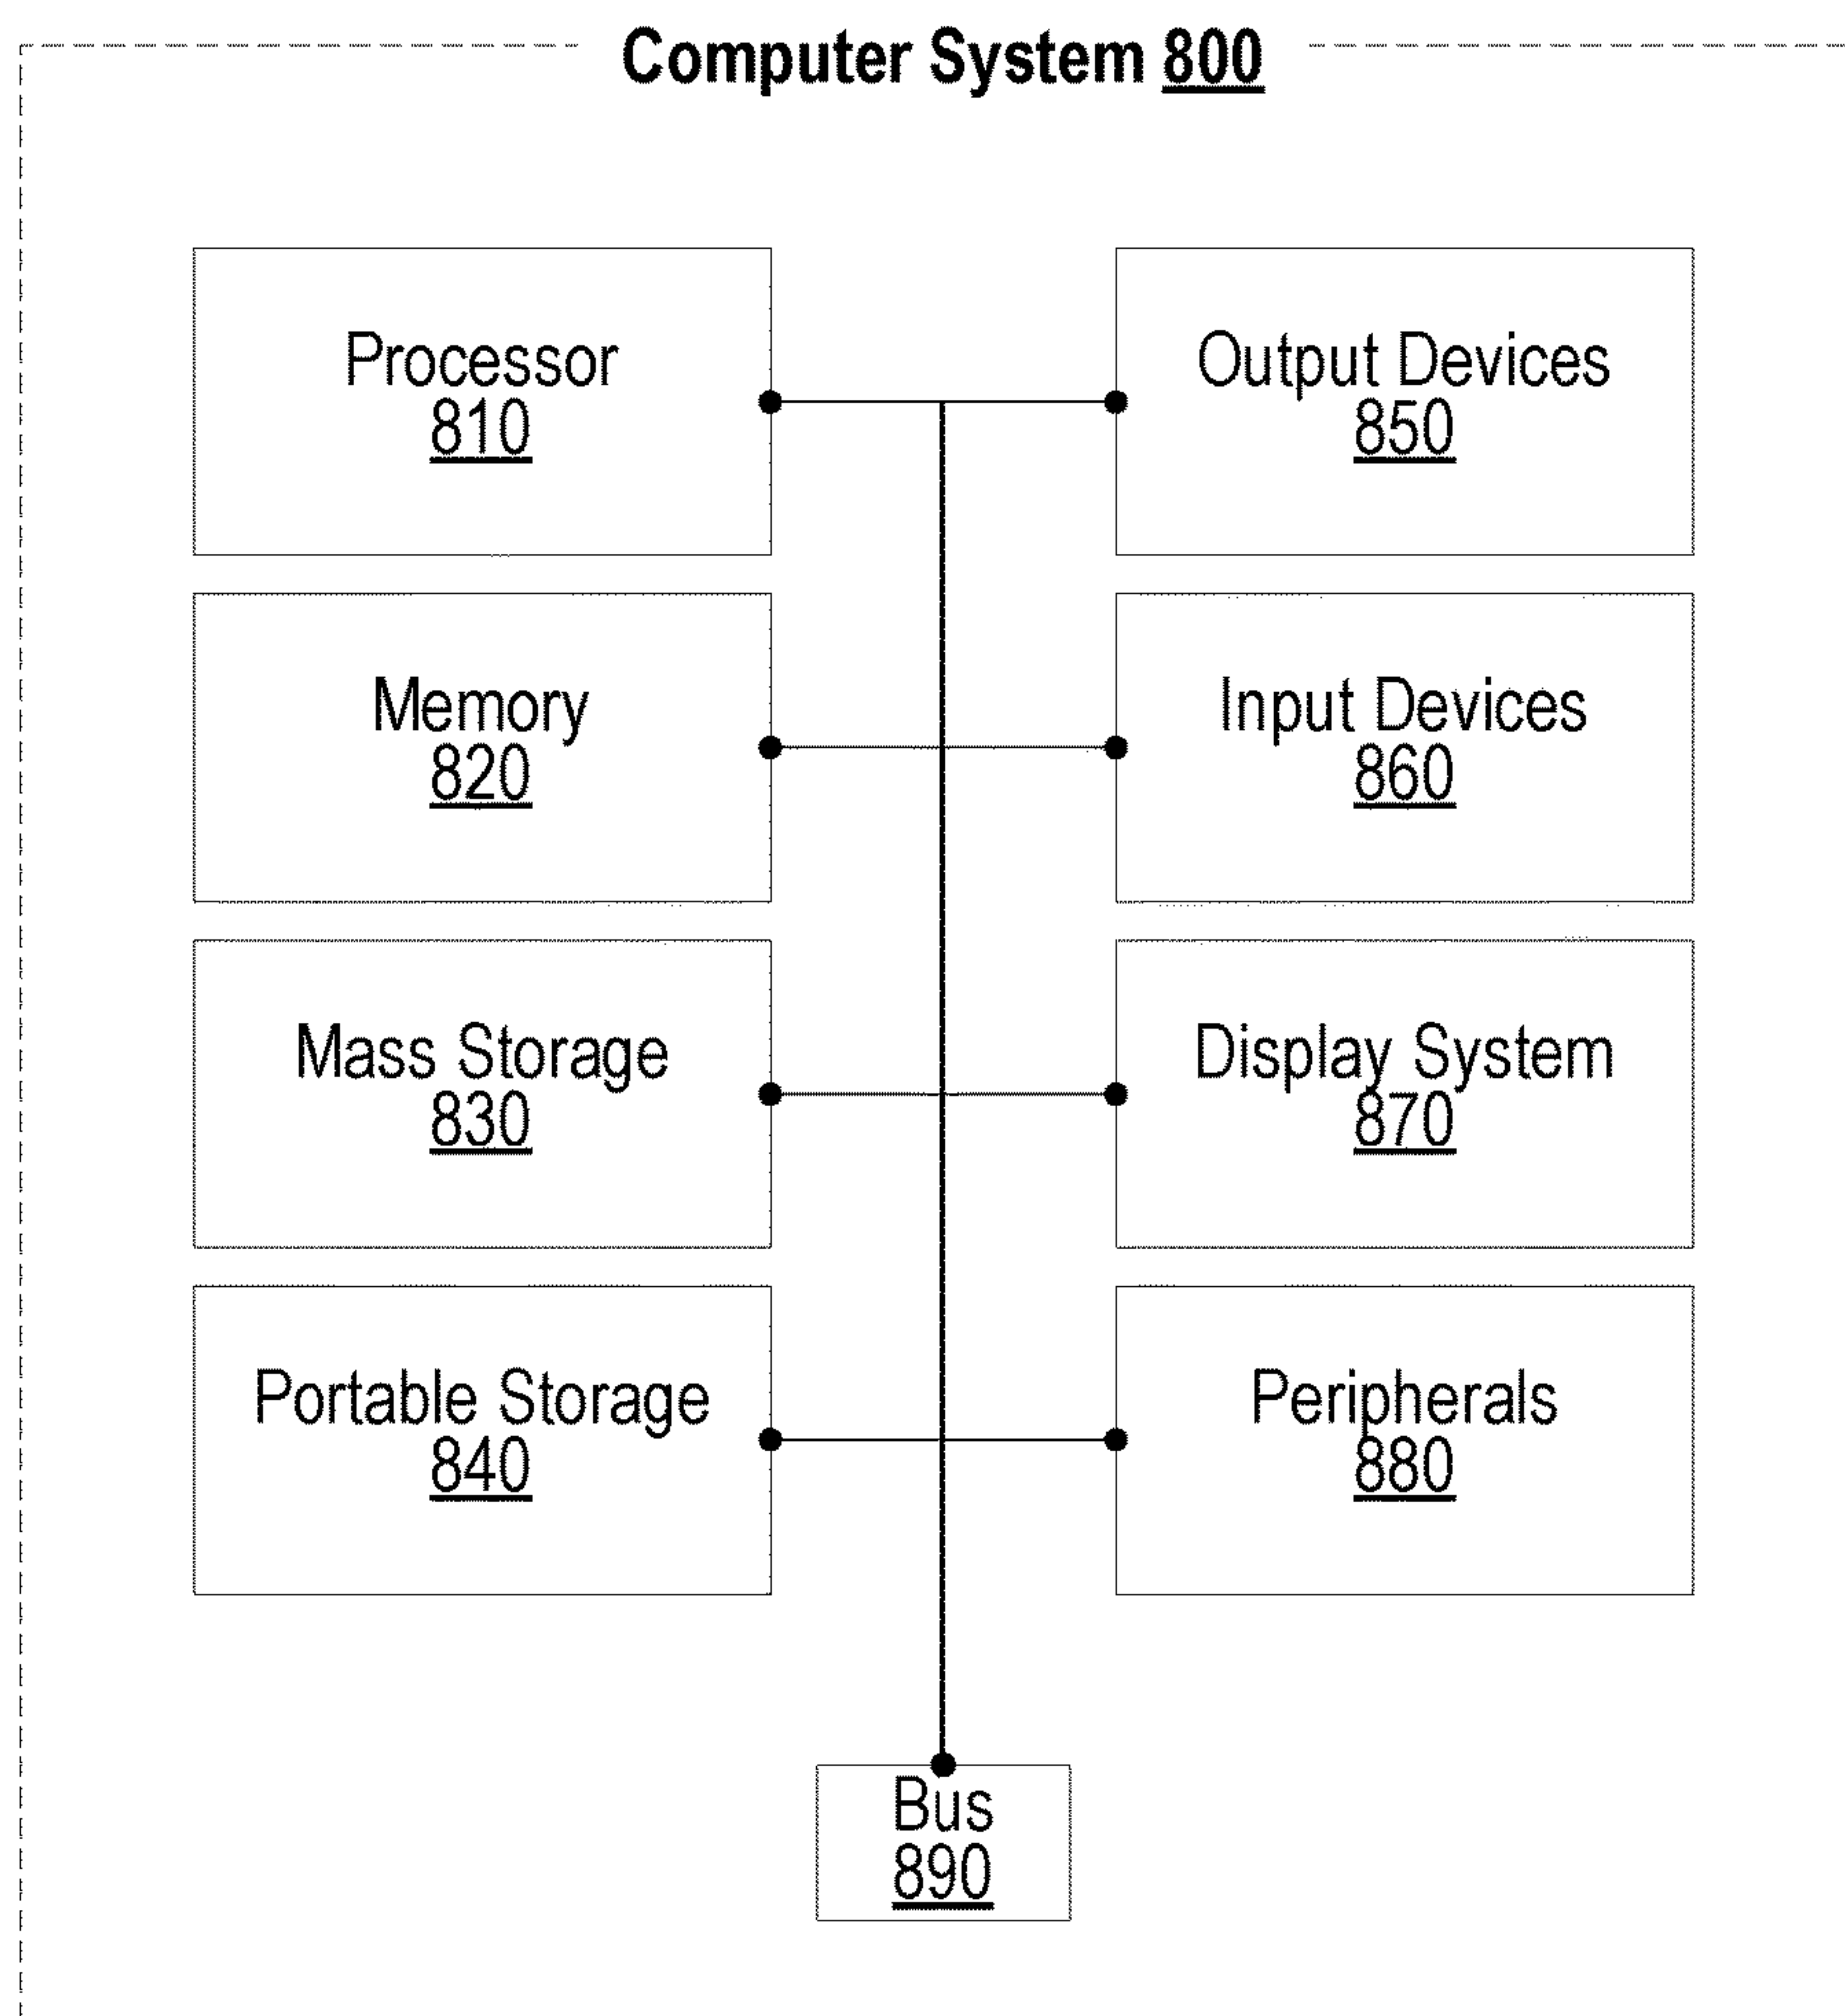 Computer System 800
Processor
810
Output Devices
850
Memory
820
Input Devices
860
Mass Storage
830
Display System
870
Portable Storage
840
Peripherals
880
Bus
890